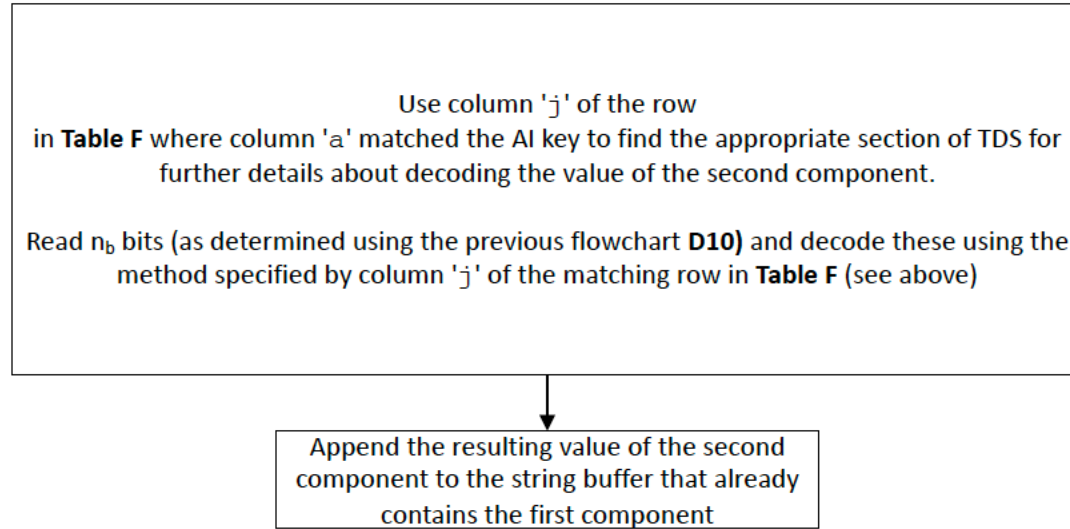 Use column 'j' of the row
in Table F where column 'a' matched the AI key to find the appropriate section of TDS for
further details about decoding the value of the second component.
Read nb bits (as determined using the previous flowchart D10) and decode these using the
method specified by column 'j' of the matching row in Table F (see above)
Append the resulting value of the second
component to the string buffer that already
contains the first component